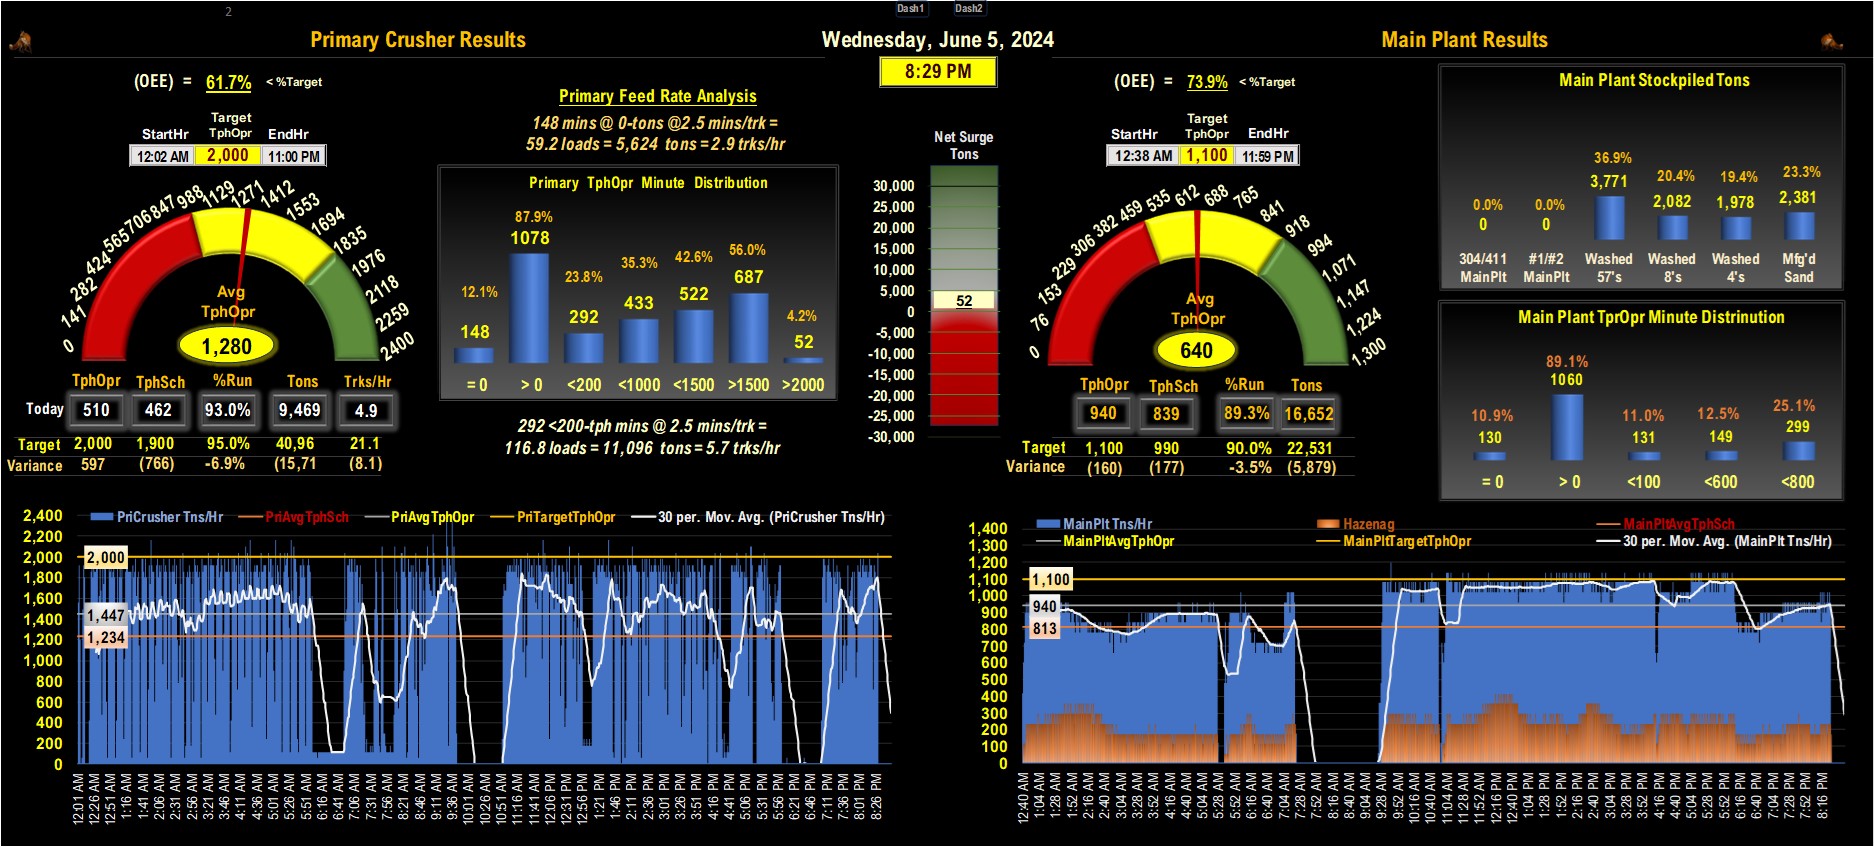 2
Dash1 Dash2
Primary Crusher Results
Wednesday, June 5, 2024
Main Plant Results
8:29 PM
(OEE) = 61.7% < %Target
Target
StartHr TphOpr EndHr
12:02 AM 2,000 11:00 PM
0 141 282 424 565 706 847 988 1129 1271 1412 1553 1694 1835 1976 2118 2259 2400
Avg
TphOpr
1,280
TphOpr TphSch %Run Tons Trks/Hr
Today 510 462 93.0% 9,469 4.9
Target 2,000 1,900 95.0% 40,96 21.1
Variance 597 (766) -6.9% (15,71 (8.1)
Primary Feed Rate Analysis
148 mins @ 0-tons @2.5 mins/trk =
59.2 loads = 5,624 tons = 2.9 trks/hr
Primary TphOpr Minute Distribution
12.1% 87.9% 23.8% 35.3% 42.6% 56.0% 4.2%
148 1078 292 433 522 687 52
= 0 > 0 <200 <1000 <1500 >1500 >2000
292 <200-tph mins @ 2.5 mins/trk =
116.8 loads = 11,096 tons = 5.7 trks/hr
Net Surge
Tons
30,000
25,000
20,000
15,000
10,000
5,000
52
0
-5,000
-10,000
-15,000
-20,000
-25,000
-30,000
(OEE) = 73.9% < %Target
Target
StartHr TphOpr EndHr
12:38 AM 1,100 11:59 PM
0 76 153 229 306 382 459 535 612 688 765 841 918 994 1,071 1,147 1,224 1,300
Avg
TphOpr
640
TphOpr TphSch %Run Tons
940 839 89.3% 16,652
Target 1,100 990 90.0% 22,531
Variance (160) (177) -3.5% (5,879)
Main Plant Stockpiled Tons
0.0% 0.0% 36.9% 20.4% 19.4% 23.3%
0 0 3,771 2,082 1,978 2,381
304/411 #1/#2 Washed Washed Washed Mfg'd
MainPlt MainPlt 57's 8's 4's Sand
Main Plant TprOpr Minute Distrinution
10.9% 89.1% 11.0% 12.5% 25.1%
130 1060 131 149 299
= 0 > 0 <100 <600 <800
PriCrusher Tns/Hr PriAvgTphSch PriAvgTphOpr PriTargetTphOpr 30 per. Mov. Avg. (PriCrusher Tns/Hr)
2,400
2,200
2,000
1,800
1,600
1,400
1,200
1,000
800
600
400
200
0
2,000
1,447
1,234
12:01 AM 12:26 AM 12:51 AM 1:16 AM 1:41 AM 2:06 AM 2:31 AM 2:56 AM 3:21 AM 3:46 AM 4:11 AM 4:36 AM 5:01 AM 5:26 AM 5:51 AM 6:16 AM 6:41 AM 7:06 AM 7:31 AM 7:56 AM 8:21 AM 8:46 AM 9:11 AM 9:36 AM 10:01 AM 10:26 AM 10:51 AM 11:16 AM 11:41 AM 12:06 PM 12:31 PM 12:56 PM 1:21 PM 1:46 PM 2:11 PM 2:36 PM 3:01 PM 3:26 PM 3:51 PM 4:16 PM 4:41 PM 5:06 PM 5:31 PM 5:56 PM 6:21 PM 6:46 PM 7:11 PM 7:36 PM 8:01 PM 8:26 PM
MainPlt Tns/Hr Hazenag MainPltAvgTphSch
MainPltAvgTphOpr MainPltTargetTphOpr 30 per. Mov. Avg. (MainPlt Tns/Hr)
1,400
1,300
1,200
1,100
1,000
900
800
700
600
500
400
300
200
100
0
1,100
940
813
12:40 AM 1:04 AM 1:28 AM 1:52 AM 2:16 AM 2:40 AM 3:04 AM 3:28 AM 3:52 AM 4:16 AM 4:40 AM 5:04 AM 5:28 AM 5:52 AM 6:16 AM 6:40 AM 7:04 AM 7:28 AM 7:52 AM 8:16 AM 8:40 AM 9:04 AM 9:28 AM 9:52 AM 10:16 AM 10:40 AM 11:04 AM 11:28 AM 11:52 AM 12:16 PM 12:40 PM 1:04 PM 1:28 PM 1:52 PM 2:16 PM 2:40 PM 3:04 PM 3:28 PM 3:52 PM 4:16 PM 4:40 PM 5:04 PM 5:28 PM 5:52 PM 6:16 PM 6:40 PM 7:04 PM 7:28 PM 7:52 PM 8:16 PM